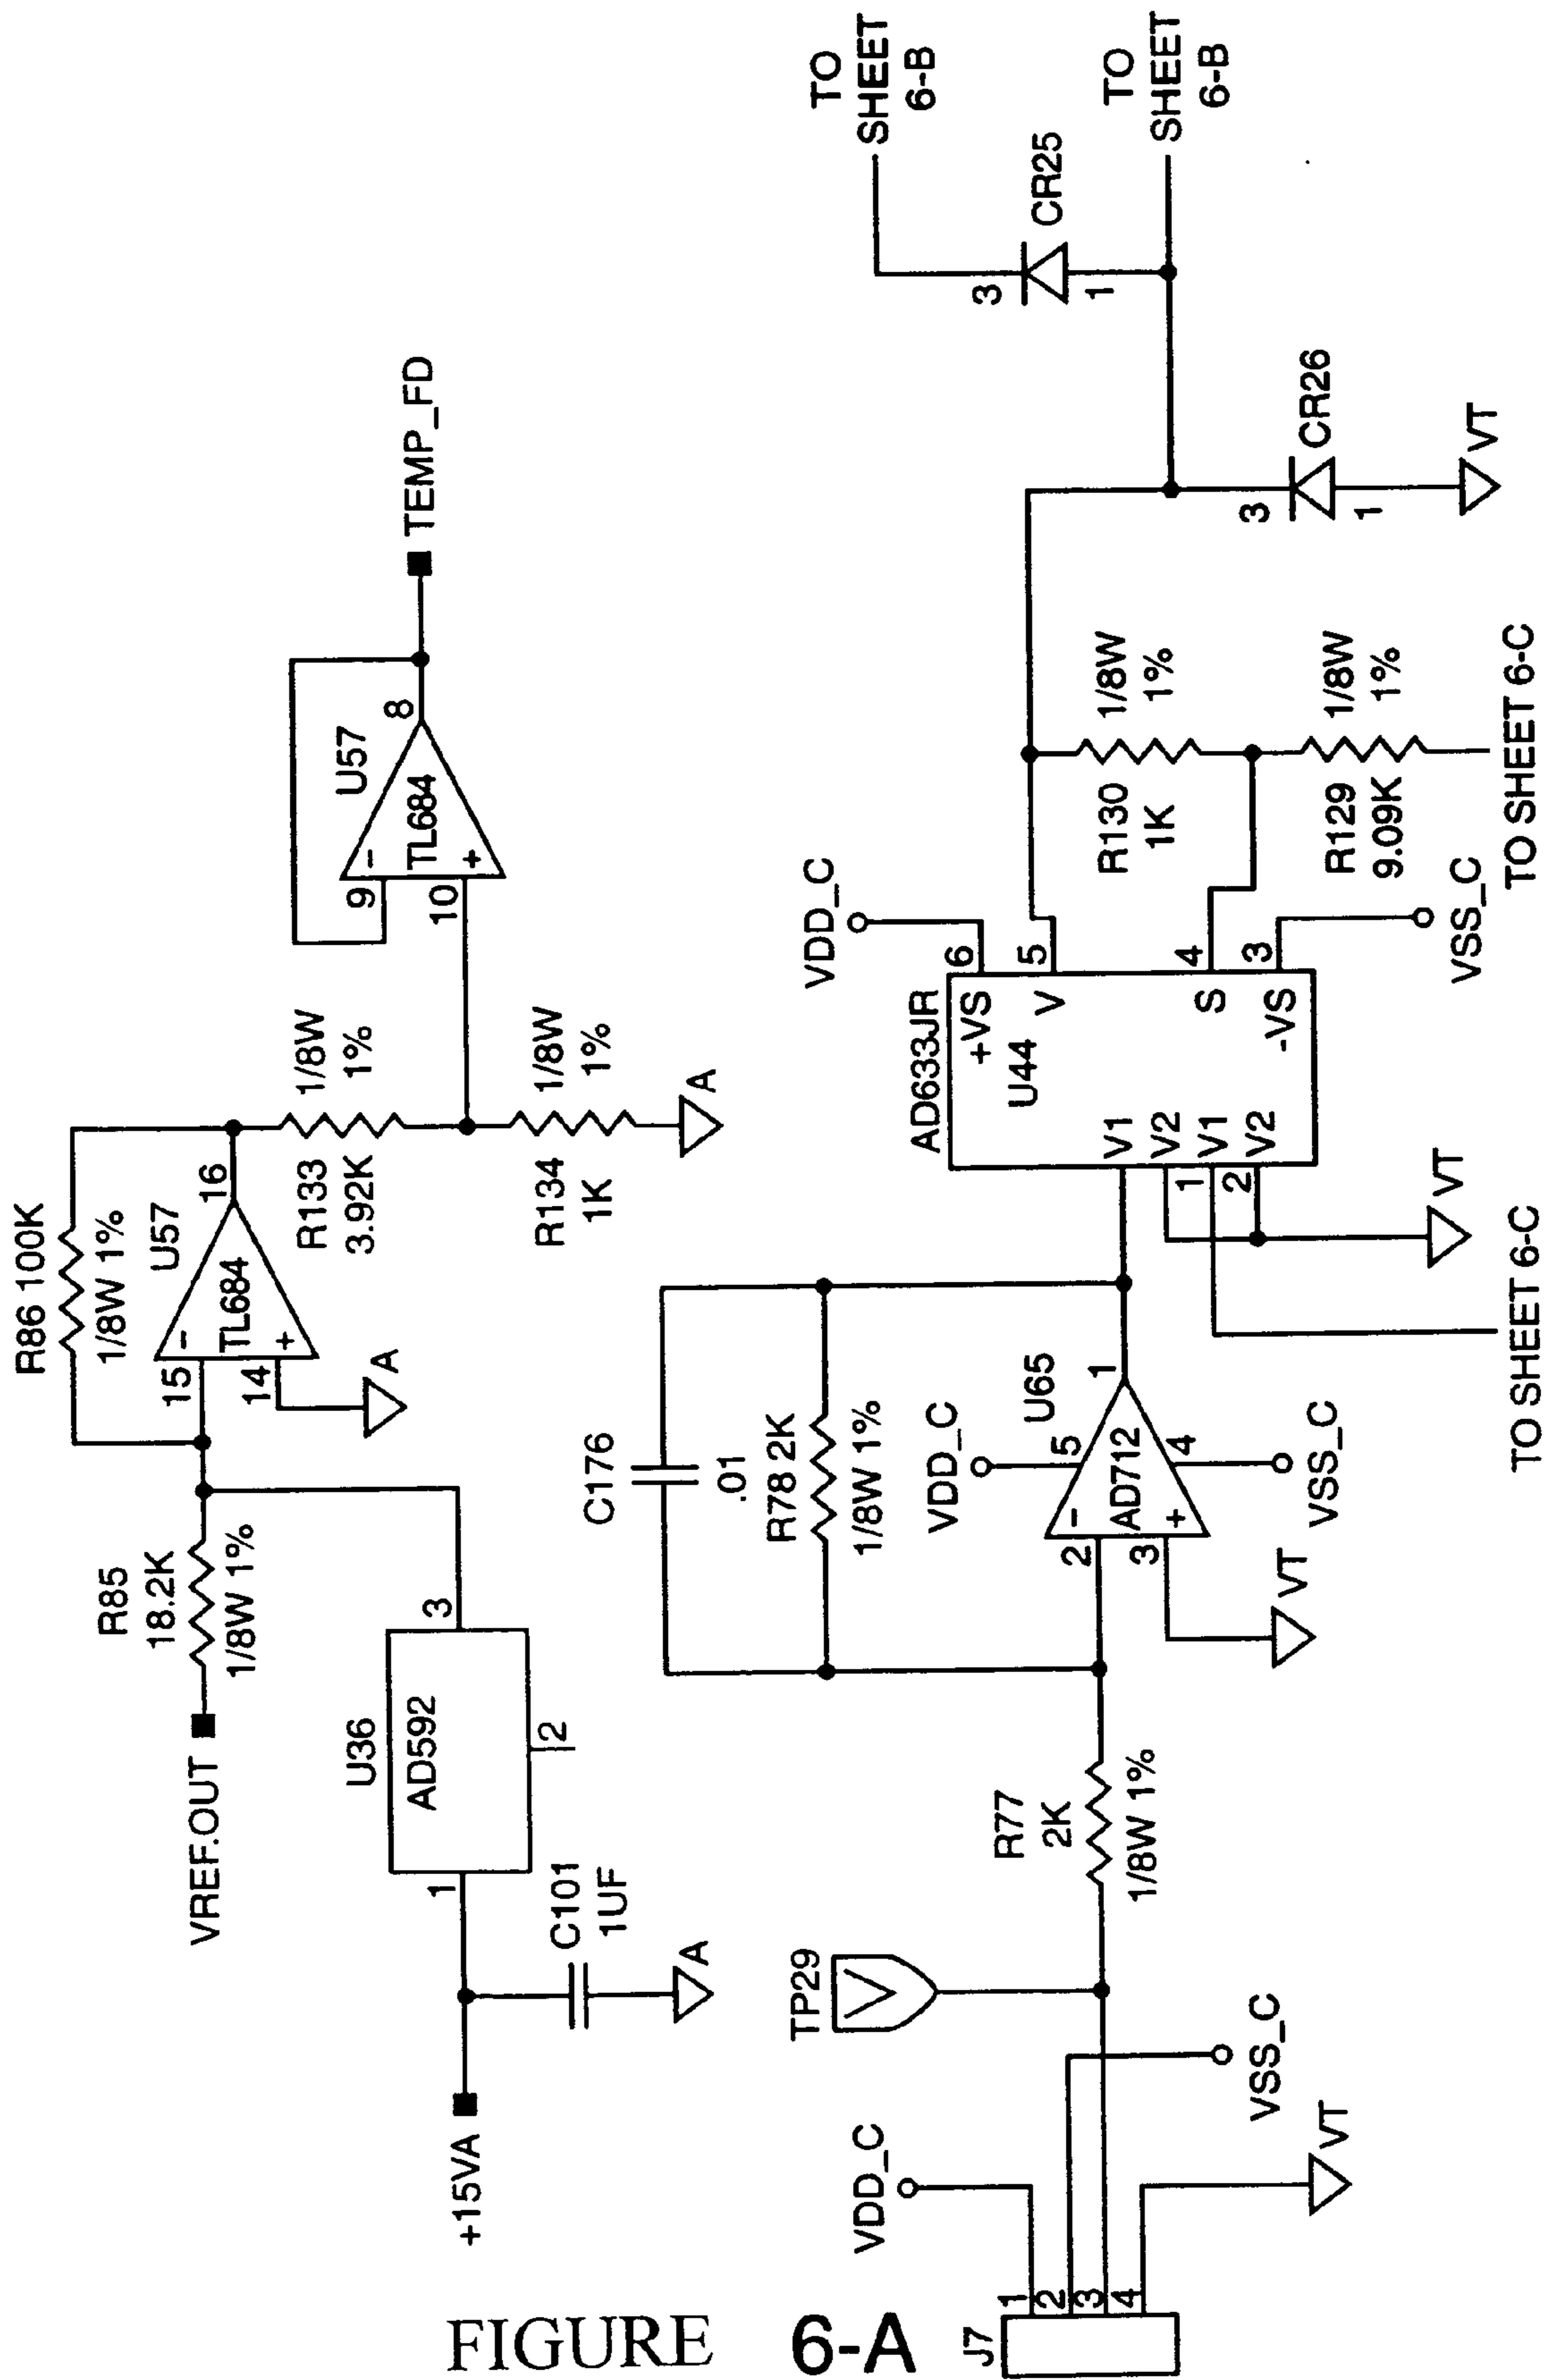 VREF.OUT
R85
18.2K
1/8W 1%
R86 100K
1/8W 1%
U57
15
14
-
TL684
+
16
A
R133
3.92K
1/8W
1%
R134
1K
1/8W
1%
A
9
10
U57
-
TL684
+
8
TEMP_FD
+15VA
C101
1UF
A
1
U36
AD592
2
3
J7
1
2
3
4
VDD_C
VSS_C
VT
TP29
R77
2K
1/8W 1%
C176
.01
R78 2K
1/8W 1%
VDD_C
U65
2
3
-
AD712
+
5
4
1
VT
VSS_C
AD633JR
U44
V1
V2
V1
V2
1
2
+VS
V
S
-VS
6
5
4
3
VT
TO SHEET 6-C
VDD_C
VSS_C
R130
1K
1/8W
1%
R129
9.09K
1/8W
1%
TO SHEET 6-C
3
1
CR26
VT
3
1
CR25
TO
SHEET
6-B
TO
SHEET
6-B
FIGURE 6-A